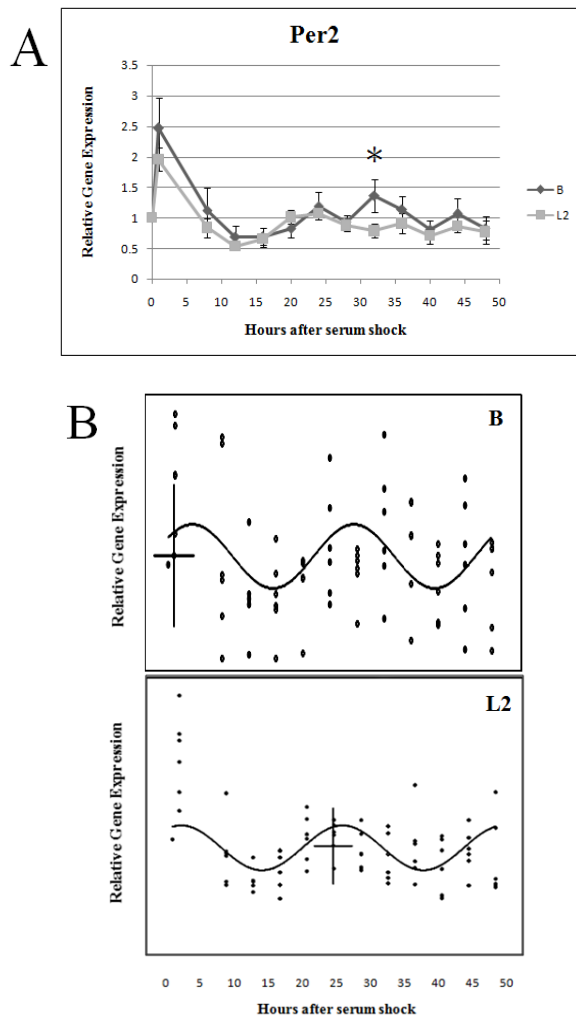 A
Per2
Relative Gene Expression
3.5
3
2.5
2
1.5
1
0.5
0
*
B
L2
0 5 10 15 20 25 30 35 40 45 50
Hours after serum shock
B
B
Relative Gene Expression
L2
Relative Gene Expression
0 5 10 15 20 25 30 35 40 45 50
Hours after serum shock